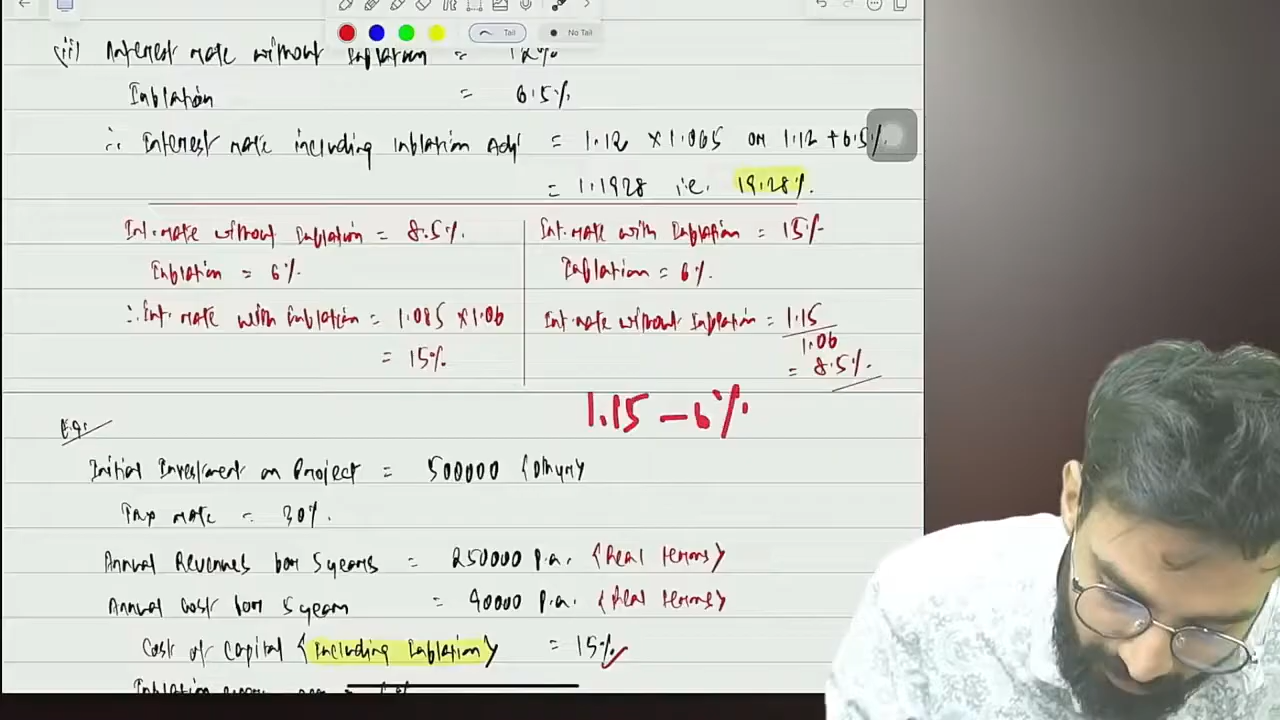 Tail
No Tail
(ii) Interest rate without Inflation = 12%
Inflation = 6.5%
∴ Interest rate including inflation Adj = 1.12 × 1.065 or 1.12 + 6.5%.
= 1.1928 i.e. 19.28%.
Int. rate without Inflation = 8.5%.
Inflation = 6%.
∴ Int. rate with inflation = 1.085 × 1.06
= 15%.
Int. rate with Inflation = 15%
Inflation = 6%.
Int. rate without Inflation = 1.15
1.06
= 8.5%.
1.15 – 6%
E.g.
Initial Investment on Project = 500000
Tax rate = 30%.
Annual Revenues for 5 years = 250000 p.a. {Real terms}
Annual Cost for 5 years = 90000 p.a. {Real terms}
Cost of Capital {Including Inflation} = 15%